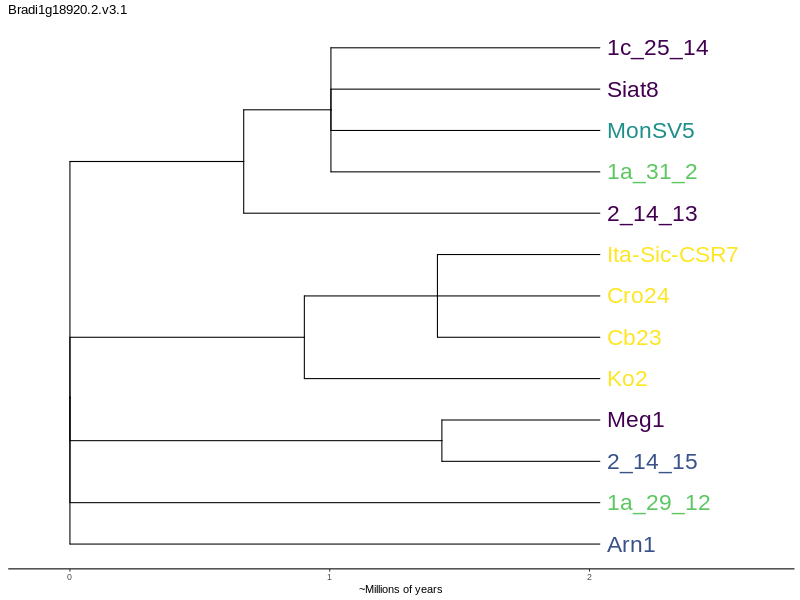 Bradi1g18920.2.v3.1
1c_25_14
Siat8
MonSV5
1a_31_2
2_14_13
Ita-Sic-CSR7
Cro24
Cb23
Ko2
Meg1
2_14_15
1a_29_12
Arn1
0 1 2
~Millions of years